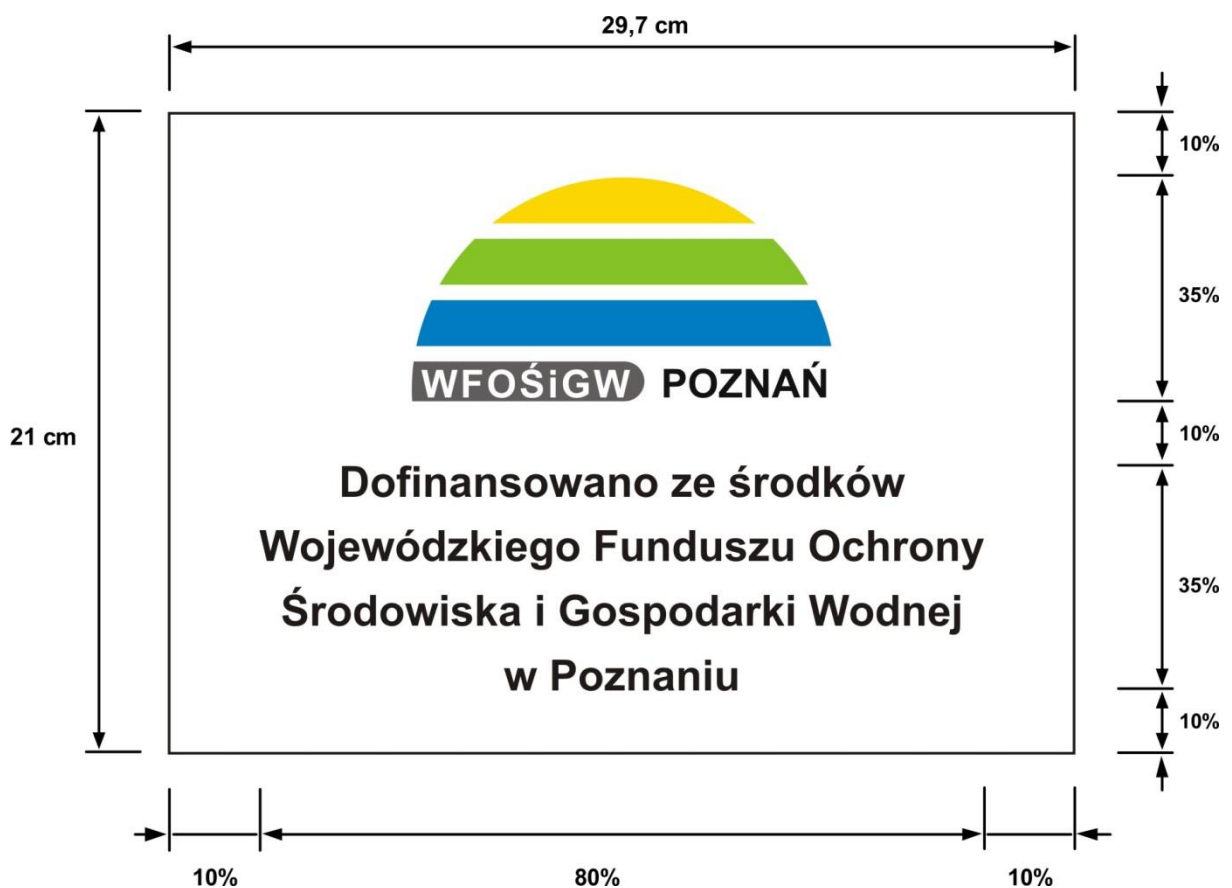 29,7 cm
10%
35%
WFOŚiGW POZNAŃ
10%
21 cm
Dofinansowano ze środków
Wojewódzkiego Funduszu Ochrony
Środowiska i Gospodarki Wodnej
35%
w Poznaniu
10%
10% 80% 10%